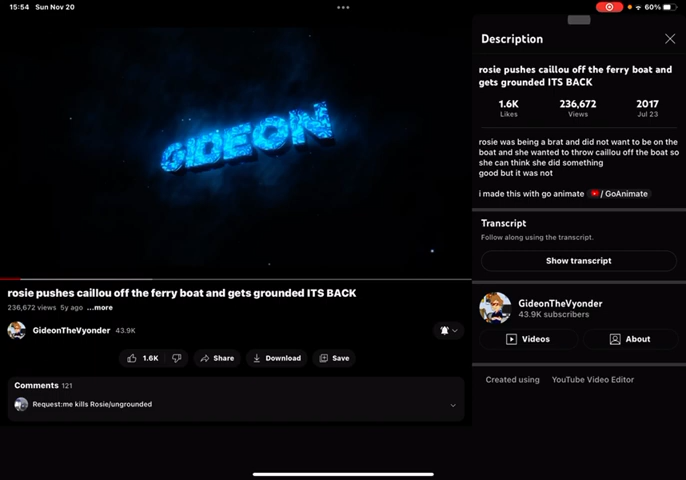 15:54 Sun Nov 20
60%
GIDEON
rosie pushes caillou off the ferry boat and gets grounded ITS BACK
236,672 views 5y ago ...more
GideonTheVyonder 43.9K
1.6K
Share
Download
Save
Comments 121
Request:me kills Rosie/ungrounded
Description
rosie pushes caillou off the ferry boat and
gets grounded ITS BACK
1.6K 236,672 2017
Likes Views Jul 23
rosie was being a brat and did not want to be on the
boat and she wanted to throw caillou off the boat so
she can think she did something
good but it was not
i made this with go animate / GoAnimate
Transcript
Follow along using the transcript.
Show transcript
GideonTheVyonder
43.9K subscribers
Videos About
Created using YouTube Video Editor